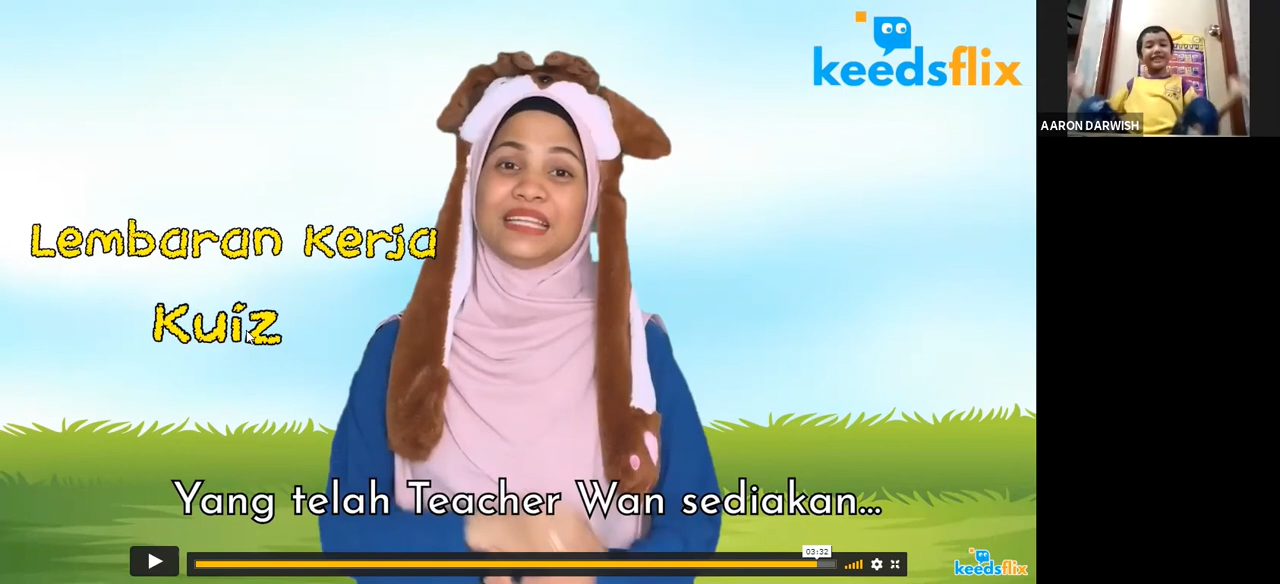 keedsflix
AARON DARWISH
Lembaran Kerja
Kuiz
Yang telah Teacher Wan sediakan...
03:32
keedsflix